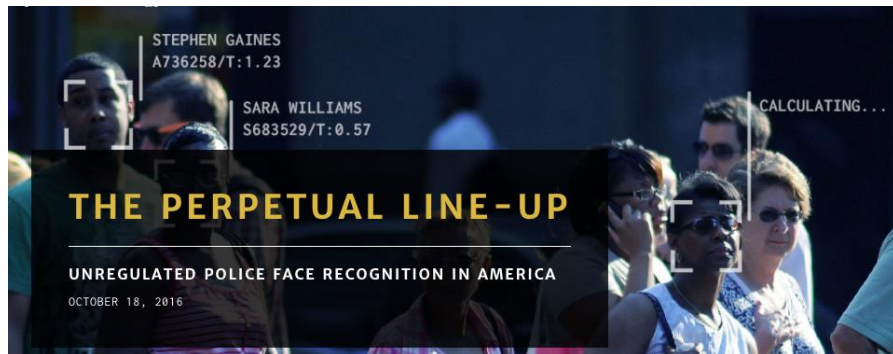 STEPHEN GAINES
A736258/T:1.23
SARA WILLIAMS
S683529/T:0.57
CALCULATING...
THE PERPETUAL LINE-UP
UNREGULATED POLICE FACE RECOGNITION IN AMERICA
OCTOBER 18, 2016